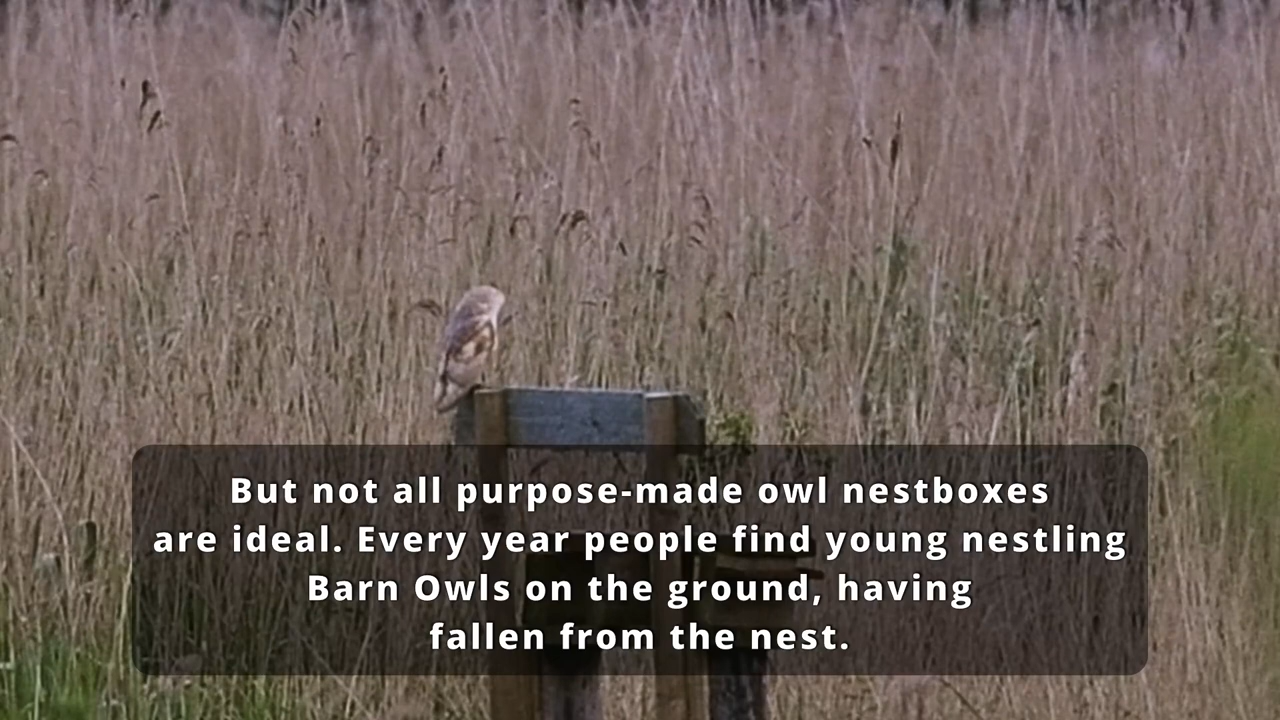 But not all purpose-made owl nestboxes
are ideal. Every year people find young nestling
Barn Owls on the ground, having
fallen from the nest.